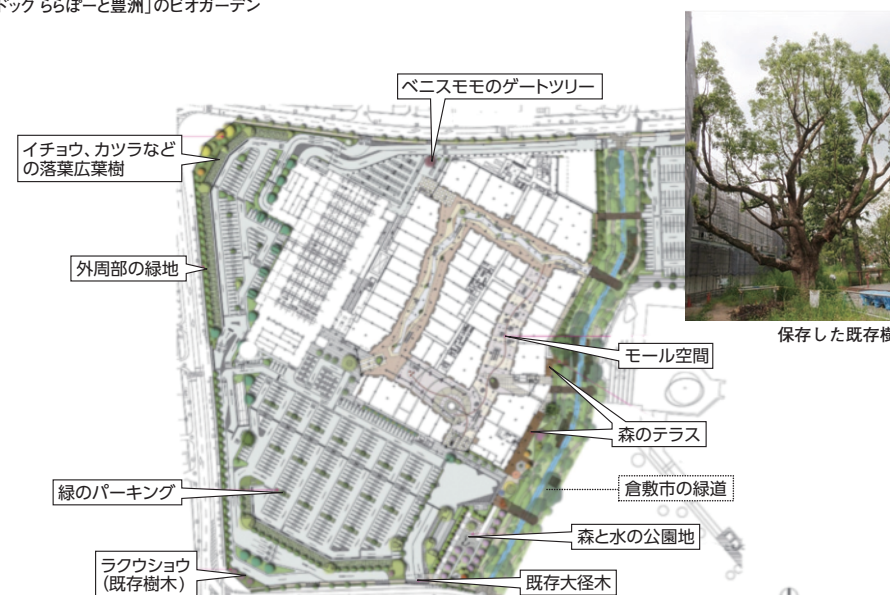 ドック ららぽーと豊洲」のビオガーデン
ベニスモモのゲートツリー
イチョウ、カツラなど
の落葉広葉樹
外周部の緑地
保存した既存樹
モール空間
森のテラス
緑のパーキング
倉敷市の緑道
森と水の公園地
ラクウショウ
(既存樹木)
既存大径木